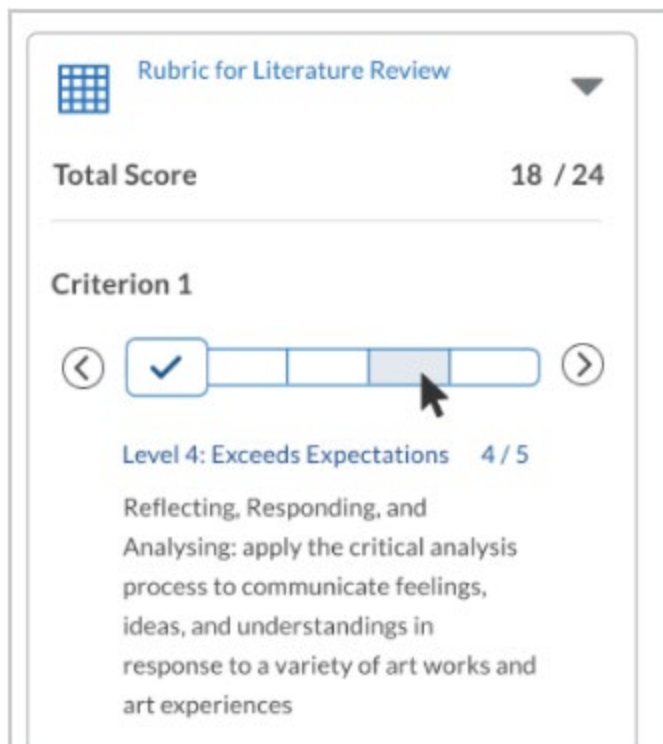 Rubric for Literature Review
Total Score 18 / 24
Criterion 1
Level 4: Exceeds Expectations 4 / 5
Reflecting, Responding, and
Analysing: apply the critical analysis
process to communicate feelings,
ideas, and understandings in
response to a variety of art works and
art experiences